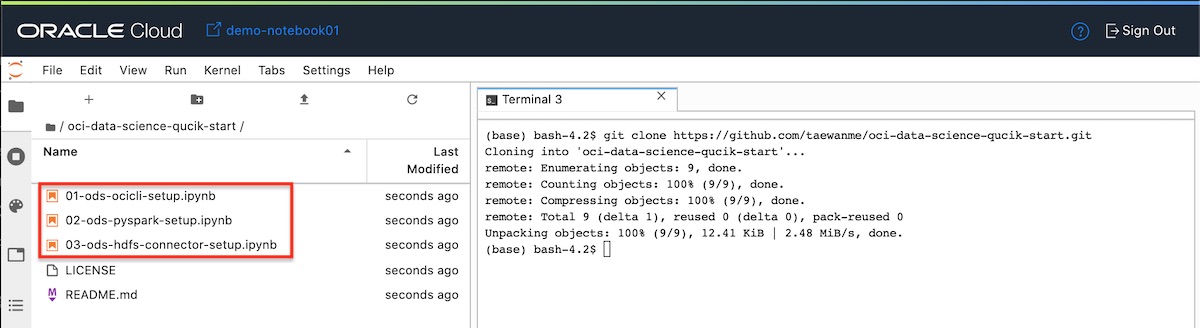 ORACLE Cloud demo-notebook01 Sign Out
File Edit View Run Kernel Tabs Settings Help
/ oci-data-science-qucik-start /
Name Last Modified
01-ods-ocicli-setup.ipynb seconds ago
02-ods-pyspark-setup.ipynb seconds ago
03-ods-hdfs-connector-setup.ipynb seconds ago
LICENSE seconds ago
README.md seconds ago
Terminal 3
(base) bash-4.2$ git clone https://github.com/taewanme/oci-data-science-qucik-start.git
Cloning into 'oci-data-science-qucik-start'...
remote: Enumerating objects: 9, done.
remote: Counting objects: 100% (9/9), done.
remote: Compressing objects: 100% (9/9), done.
remote: Total 9 (delta 1), reused 0 (delta 0), pack-reused 0
Unpacking objects: 100% (9/9), 12.41 KiB | 2.48 MiB/s, done.
(base) bash-4.2$